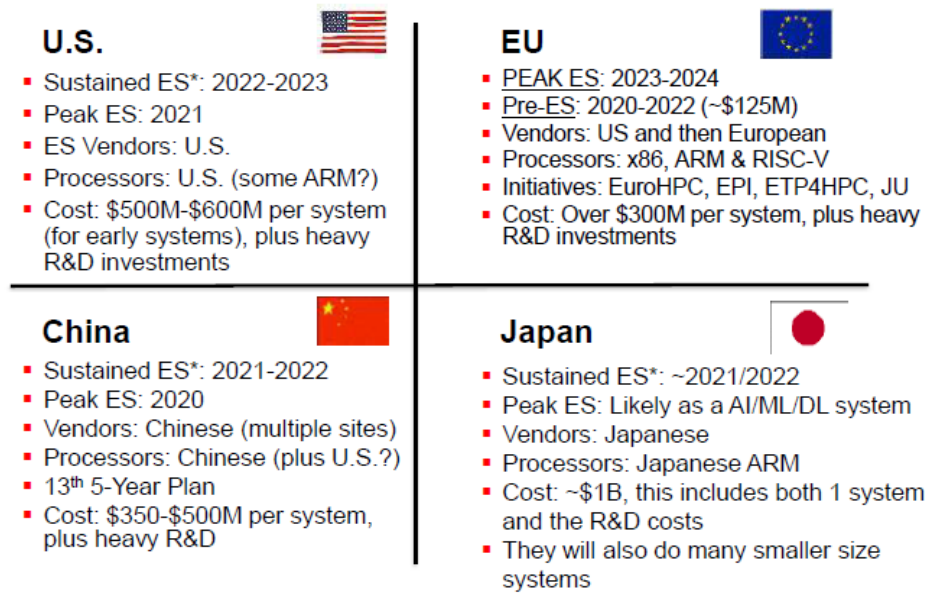 U.S.
▪ Sustained ES*: 2022-2023
▪ Peak ES: 2021
▪ ES Vendors: U.S.
▪ Processors: U.S. (some ARM?)
▪ Cost: $500M-$600M per system
(for early systems), plus heavy
R&D investments
EU
▪ PEAK ES: 2023-2024
▪ Pre-ES: 2020-2022 (~$125M)
▪ Vendors: US and then European
▪ Processors: x86, ARM & RISC-V
▪ Initiatives: EuroHPC, EPI, ETP4HPC, JU
▪ Cost: Over $300M per system, plus heavy
R&D investments
China
▪ Sustained ES*: 2021-2022
▪ Peak ES: 2020
▪ Vendors: Chinese (multiple sites)
▪ Processors: Chinese (plus U.S.?)
▪ 13th 5-Year Plan
▪ Cost: $350-$500M per system,
plus heavy R&D
Japan
▪ Sustained ES*: ~2021/2022
▪ Peak ES: Likely as a AI/ML/DL system
▪ Vendors: Japanese
▪ Processors: Japanese ARM
▪ Cost: ~$1B, this includes both 1 system
and the R&D costs
▪ They will also do many smaller size
systems